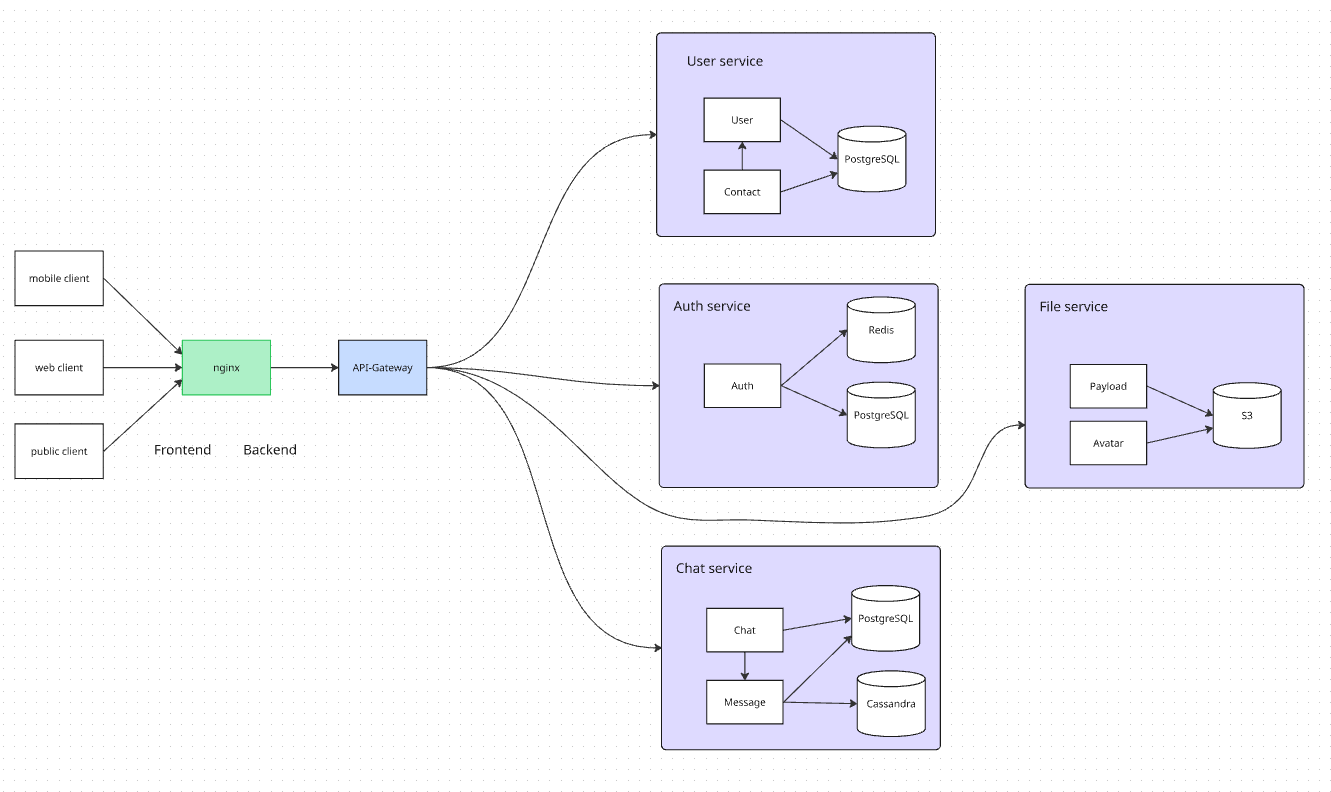 User service
User
PostgreSQL
Contact
mobile client
web client
public client
nginx
API-Gateway
Frontend
Backend
Auth service
Redis
Auth
PostgreSQL
File service
Payload
Avatar
S3
Chat service
Chat
PostgreSQL
Message
Cassandra